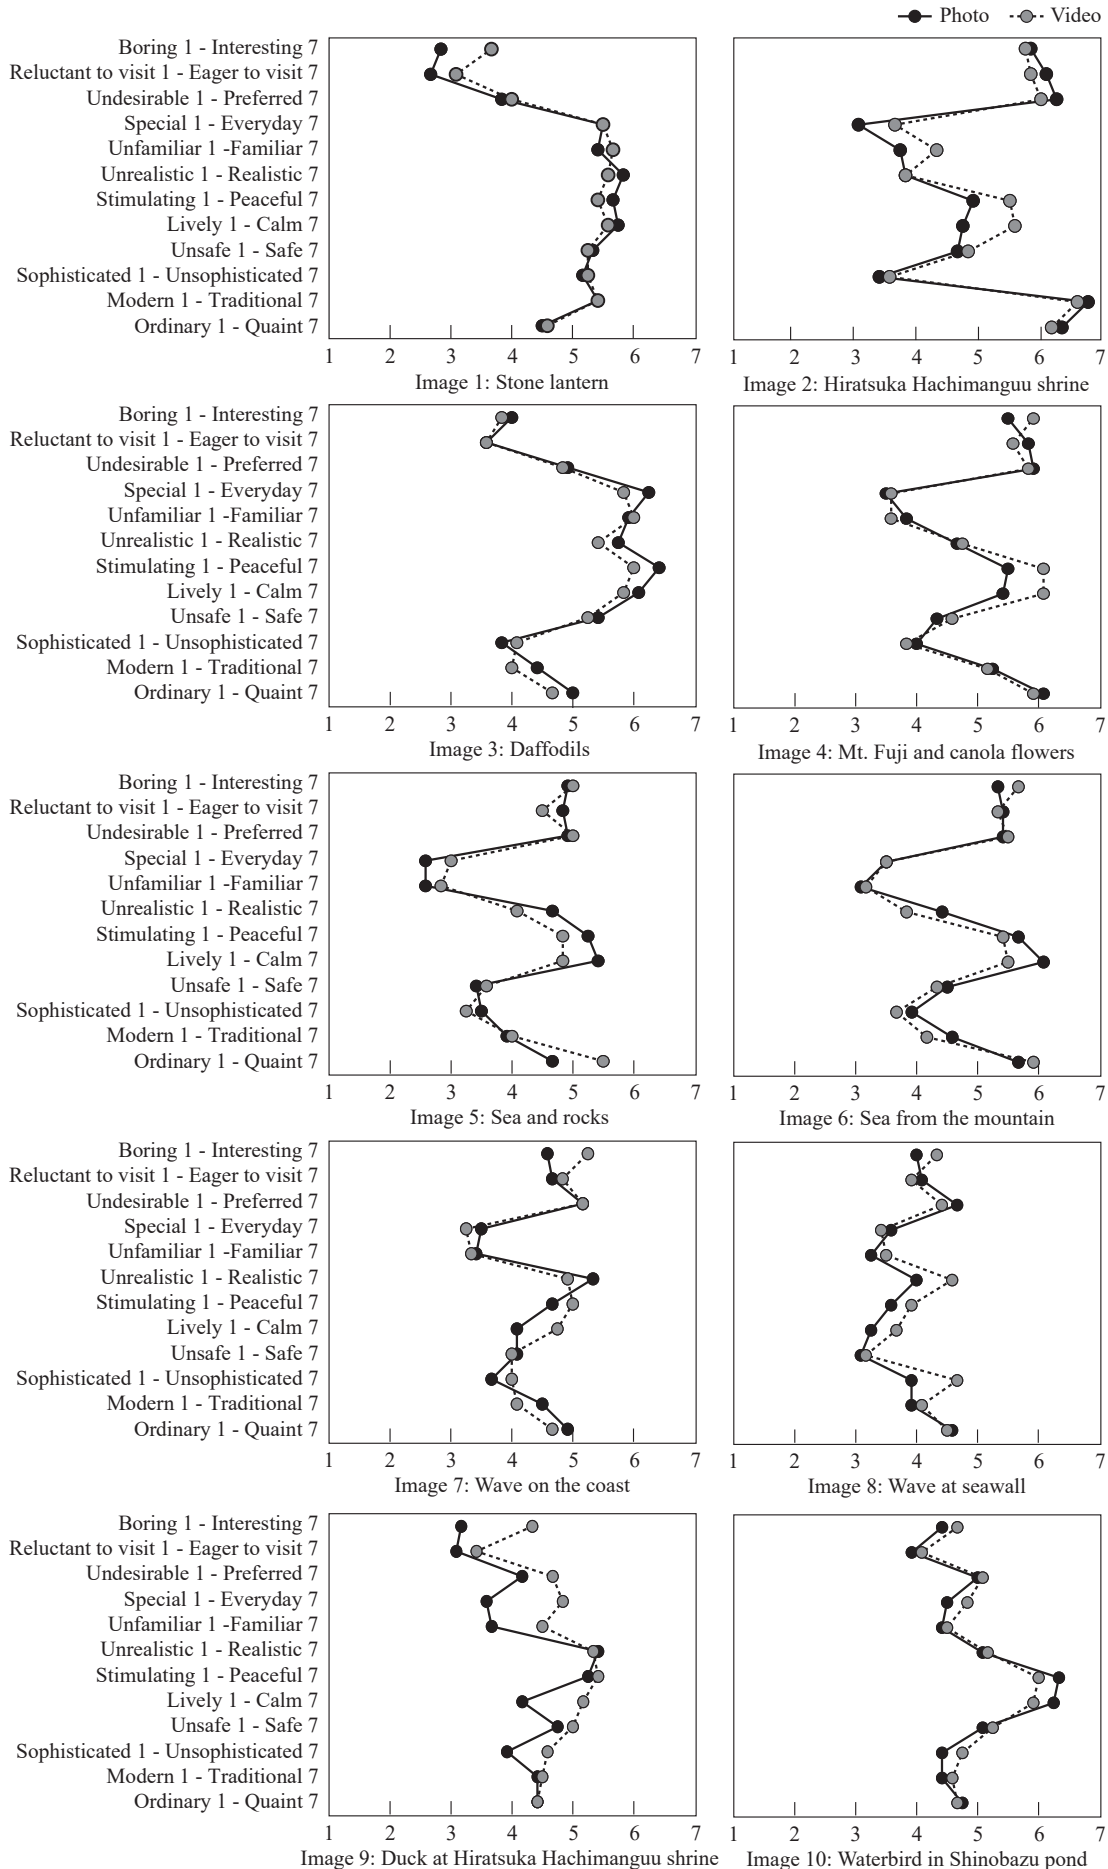 Photo Video
Boring 1 - Interesting 7
Reluctant to visit 1 - Eager to visit 7
Undesirable 1 - Preferred 7
Special 1 - Everyday 7
Unfamiliar 1 -Familiar 7
Unrealistic 1 - Realistic 7
Stimulating 1 - Peaceful 7
Lively 1 - Calm 7
Unsafe 1 - Safe 7
Sophisticated 1 - Unsophisticated 7
Modern 1 - Traditional 7
Ordinary 1 - Quaint 7
1 2 3 4 5 6 7 1 2 3 4 5 6 7
Image 1: Stone lantern Image 2: Hiratsuka Hachimanguu shrine
Boring 1 - Interesting 7
Reluctant to visit 1 - Eager to visit 7
Undesirable 1 - Preferred 7
Special 1 - Everyday 7
Unfamiliar 1 -Familiar 7
Unrealistic 1 - Realistic 7
Stimulating 1 - Peaceful 7
Lively 1 - Calm 7
Unsafe 1 - Safe 7
Sophisticated 1 - Unsophisticated 7
Modern 1 - Traditional 7
Ordinary 1 - Quaint 7
1 2 3 4 5 6 7 1 2 3 4 5 6 7
Image 3: Daffodils Image 4: Mt. Fuji and canola flowers
Boring 1 - Interesting 7
Reluctant to visit 1 - Eager to visit 7
Undesirable 1 - Preferred 7
Special 1 - Everyday 7
Unfamiliar 1 -Familiar 7
Unrealistic 1 - Realistic 7
Stimulating 1 - Peaceful 7
Lively 1 - Calm 7
Unsafe 1 - Safe 7
Sophisticated 1 - Unsophisticated 7
Modern 1 - Traditional 7
Ordinary 1 - Quaint 7
1 2 3 4 5 6 7 1 2 3 4 5 6 7
Image 5: Sea and rocks Image 6: Sea from the mountain
Boring 1 - Interesting 7
Reluctant to visit 1 - Eager to visit 7
Undesirable 1 - Preferred 7
Special 1 - Everyday 7
Unfamiliar 1 -Familiar 7
Unrealistic 1 - Realistic 7
Stimulating 1 - Peaceful 7
Lively 1 - Calm 7
Unsafe 1 - Safe 7
Sophisticated 1 - Unsophisticated 7
Modern 1 - Traditional 7
Ordinary 1 - Quaint 7
1 2 3 4 5 6 7 1 2 3 4 5 6 7
Image 7: Wave on the coast Image 8: Wave at seawall
Boring 1 - Interesting 7
Reluctant to visit 1 - Eager to visit 7
Undesirable 1 - Preferred 7
Special 1 - Everyday 7
Unfamiliar 1 -Familiar 7
Unrealistic 1 - Realistic 7
Stimulating 1 - Peaceful 7
Lively 1 - Calm 7
Unsafe 1 - Safe 7
Sophisticated 1 - Unsophisticated 7
Modern 1 - Traditional 7
Ordinary 1 - Quaint 7
1 2 3 4 5 6 7 1 2 3 4 5 6 7
Image 9: Duck at Hiratsuka Hachimanguu shrine Image 10: Waterbird in Shinobazu pond